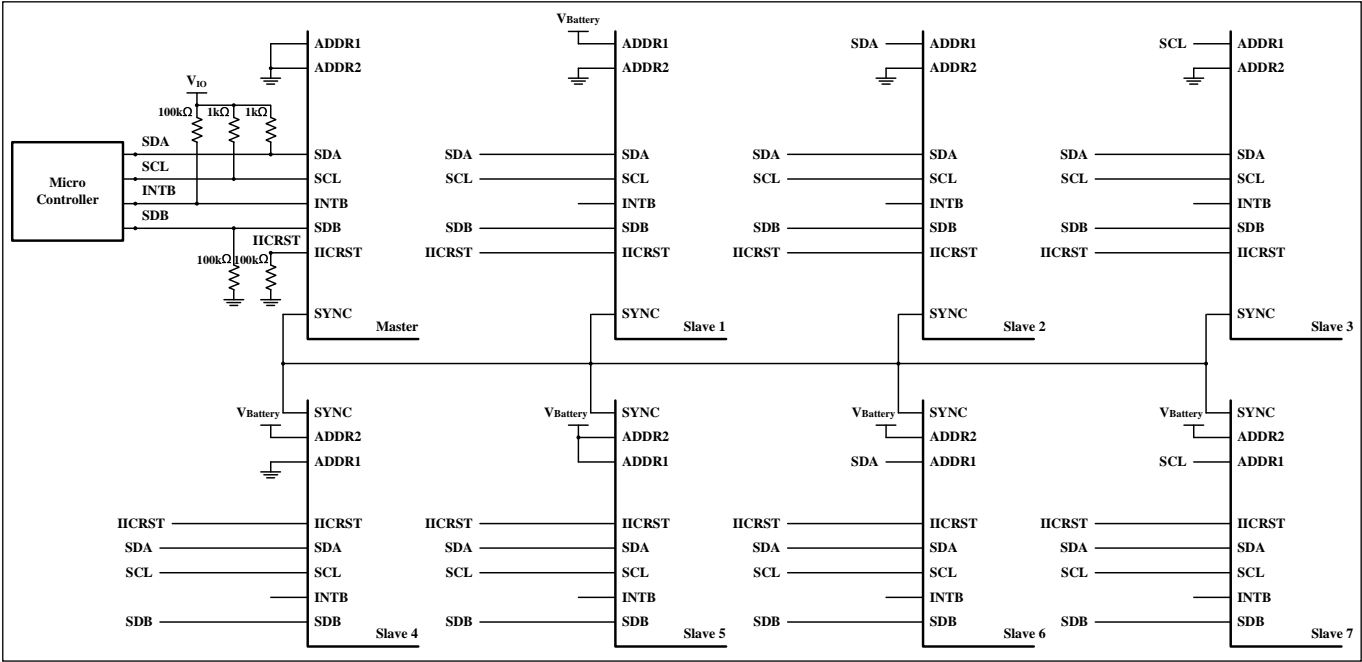 VBattery
ADDR1
ADDR1
SDA
ADDR1
SCL
ADDR1
ADDR2
ADDR2
ADDR2
ADDR2
VIO
100kΩ
1kΩ
1kΩ
Micro
Controller
SDA
SCL
INTB
SDB
SDA
SCL
INTB
SDB
IICRST
IICRST
100kΩ
100kΩ
SYNC
Master
SDA
SCL
SDB
IICRST
SDA
SCL
INTB
SDB
IICRST
SYNC
Slave 1
SDA
SCL
SDB
IICRST
SDA
SCL
INTB
SDB
IICRST
SYNC
Slave 2
SDA
SCL
SDB
IICRST
SDA
SCL
INTB
SDB
IICRST
SYNC
Slave 3
VBattery
SYNC
ADDR2
ADDR1
IICRST
SDA
SCL
SDB
IICRST
SDA
SCL
INTB
SDB
Slave 4
VBattery
SYNC
ADDR2
ADDR1
IICRST
SDA
SCL
SDB
IICRST
SDA
SCL
INTB
SDB
Slave 5
VBattery
SYNC
ADDR2
SDA
ADDR1
IICRST
SDA
SCL
SDB
IICRST
SDA
SCL
INTB
SDB
Slave 6
VBattery
SYNC
ADDR2
SCL
ADDR1
IICRST
SDA
SCL
SDB
IICRST
SDA
SCL
INTB
SDB
Slave 7